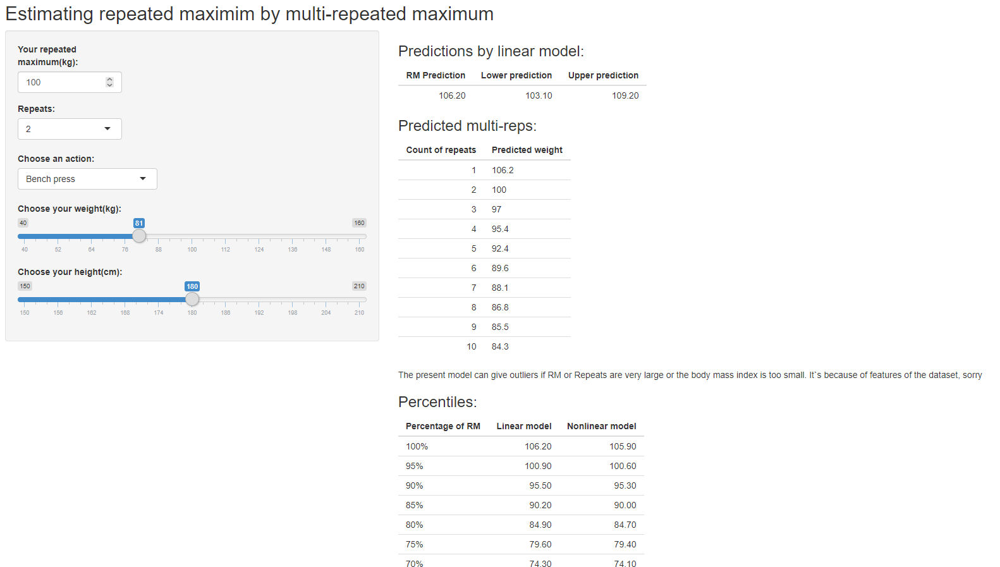 Estimating repeated maximim by multi-repeated maximum
Your repeated
maximum(kg):
100
Repeats:
2
Choose an action:
Bench press
Choose your weight(kg):
40 81 160
40 52 64 76 88 100 112 124 136 148 160
Choose your height(cm):
150 180 210
150 156 162 168 174 180 186 192 198 204 210
Predictions by linear model:
RM Prediction Lower prediction Upper prediction
106.20 103.10 109.20
Predicted multi-reps:
Count of repeats Predicted weight
1 106.2
2 100
3 97
4 95.4
5 92.4
6 89.6
7 88.1
8 86.8
9 85.5
10 84.3
The present model can give outliers if RM or Repeats are very large or the body mass index is too small. It`s because of features of the dataset, sorry
Percentiles:
Percentage of RM Linear model Nonlinear model
100% 106.20 105.90
95% 100.90 100.60
90% 95.50 95.30
85% 90.20 90.00
80% 84.90 84.70
75% 79.60 79.40
70% 74.30 74.10